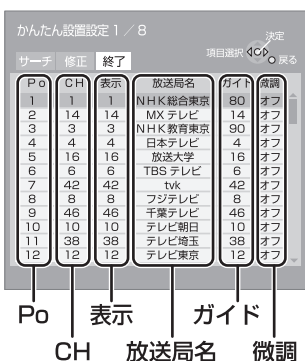 かんたん設置設定 1 / 8
決定
項目選択
戻る
サーチ 修正 終了
Po CH 表示 放送局名 ガイド 微調
1 1 1 NHK総合東京 80 オフ
2 14 14 MX テレビ 14 オフ
3 3 3 NHK教育東京 90 オフ
4 4 4 日本テレビ 4 オフ
5 16 16 放送大学 16 オフ
6 6 6 TBS テレビ 6 オフ
7 42 42 tvk 42 オフ
8 8 8 フジテレビ 8 オフ
9 46 46 千葉テレビ 46 オフ
10 10 10 テレビ朝日 10 オフ
11 38 38 テレビ埼玉 38 オフ
12 12 12 テレビ東京 12 オフ
Po 表示 ガイド
CH 放送局名 微調